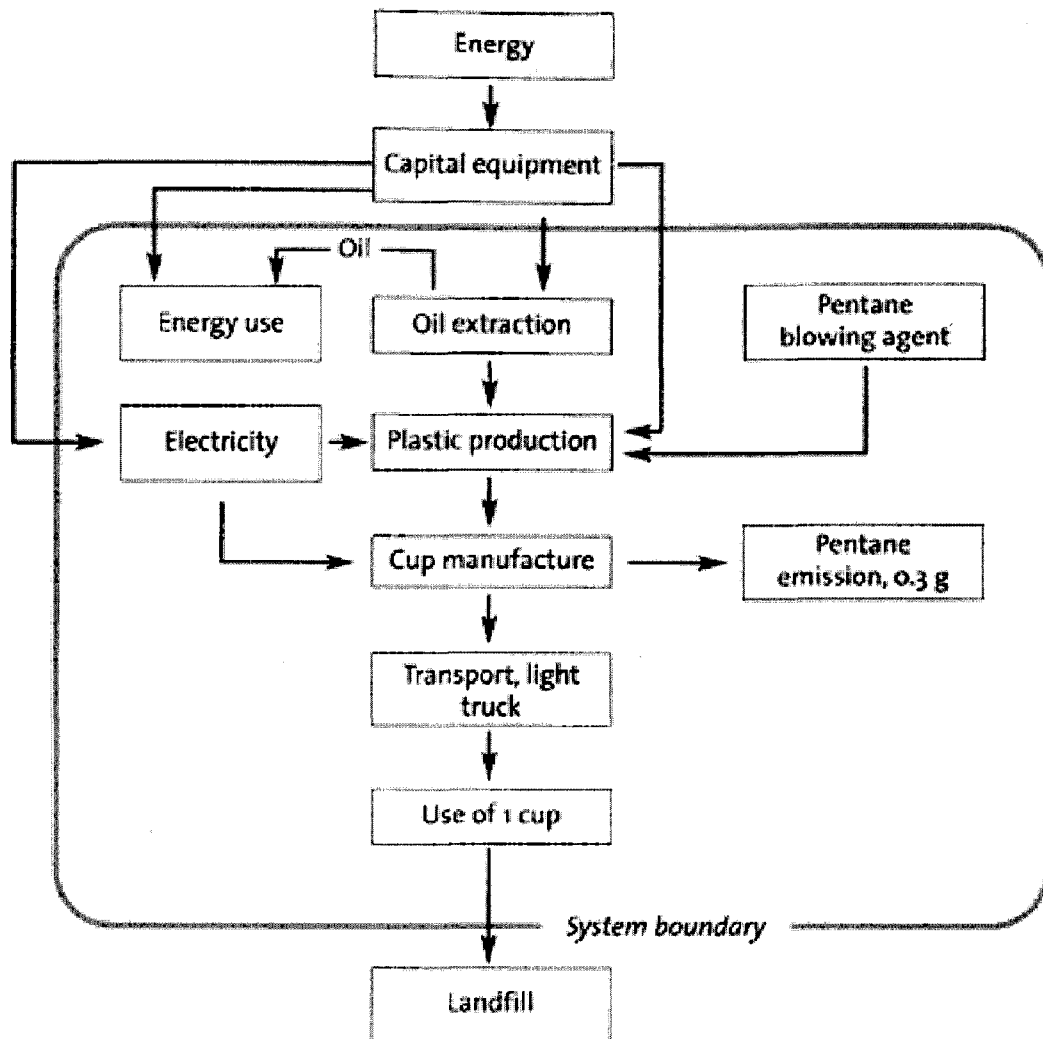 Energy
Capital equipment
Oil
Energy use
Oil extraction
Pentane
blowing agent
Electricity
Plastic production
Cup manufacture
Pentane
emission, 0.3 g
Transport, light
truck
Use of 1 cup
System boundary
Landfill